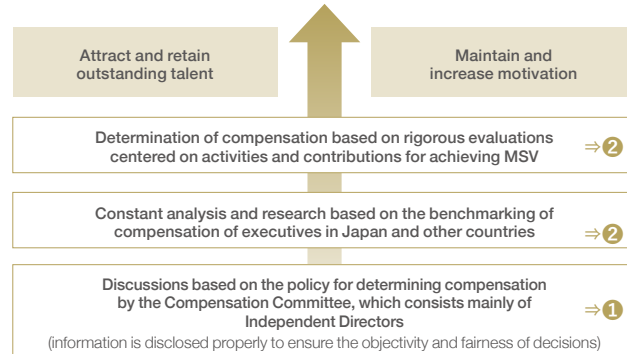 Attract and retain
outstanding talent
Maintain and
increase motivation
Determination of compensation based on rigorous evaluations
centered on activities and contributions for achieving MSV
⇒❷
Constant analysis and research based on the benchmarking of
compensation of executives in Japan and other countries
⇒❷
Discussions based on the policy for determining compensation
by the Compensation Committee, which consists mainly of
Independent Directors
⇒❶
(information is disclosed properly to ensure the objectivity and fairness of decisions)